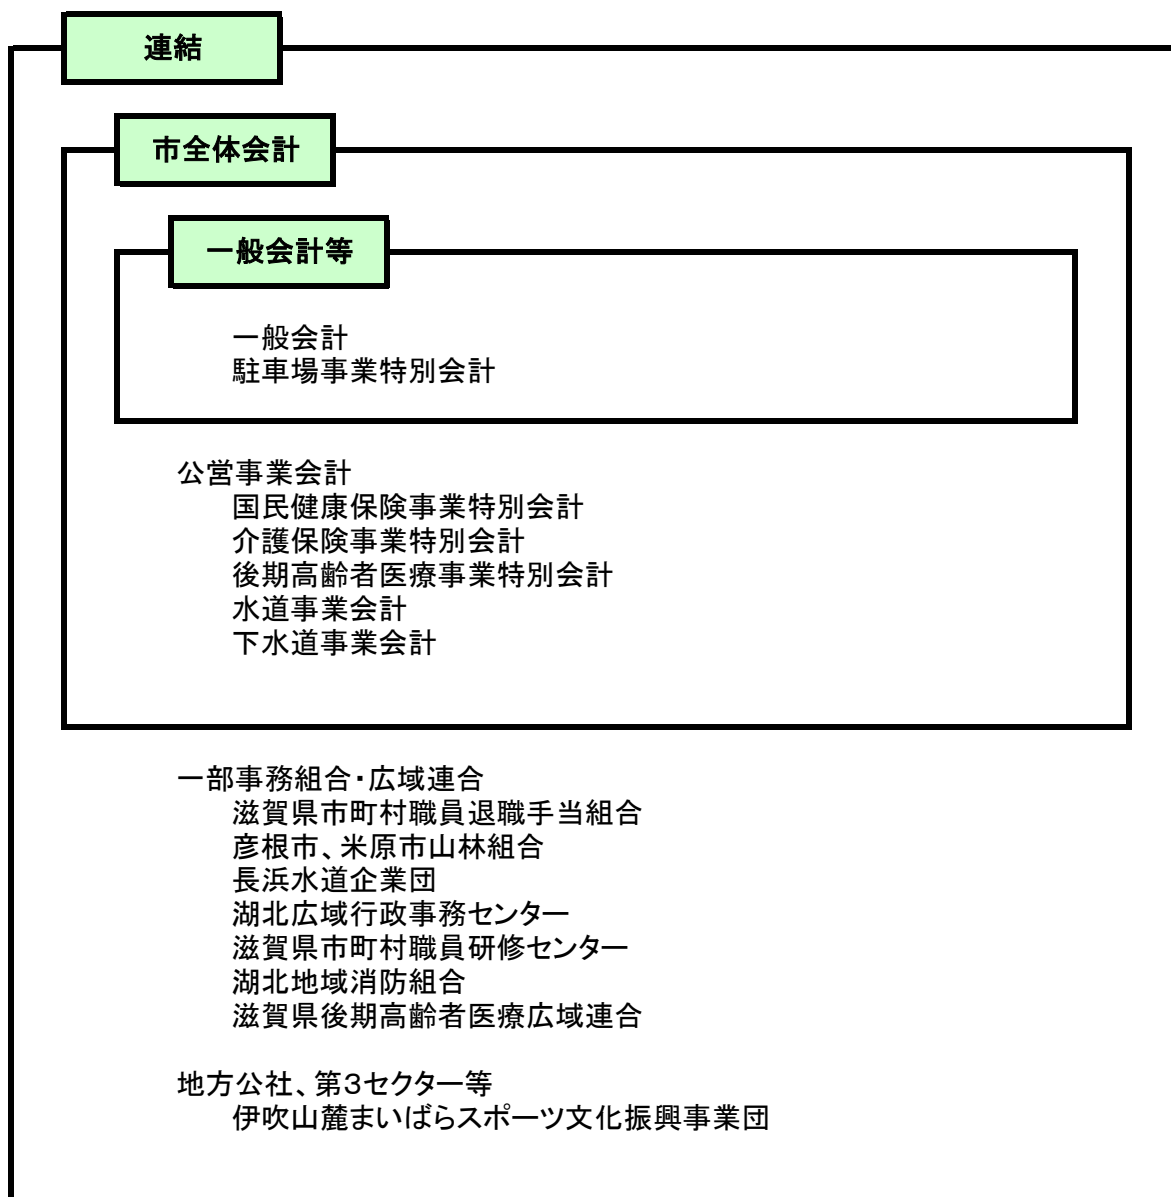 連結
市全体会計
一般会計等
一般会計
駐車場事業特別会計
公営事業会計
国民健康保険事業特別会計
介護保険事業特別会計
後期高齢者医療事業特別会計
水道事業会計
下水道事業会計
一部事務組合・広域連合
滋賀県市町村職員退職手当組合
彦根市、米原市山林組合
長浜水道企業団
湖北広域行政事務センター
滋賀県市町村職員研修センター
湖北地域消防組合
滋賀県後期高齢者医療広域連合
地方公社、第3セクター等
伊吹山麓まいばらスポーツ文化振興事業団